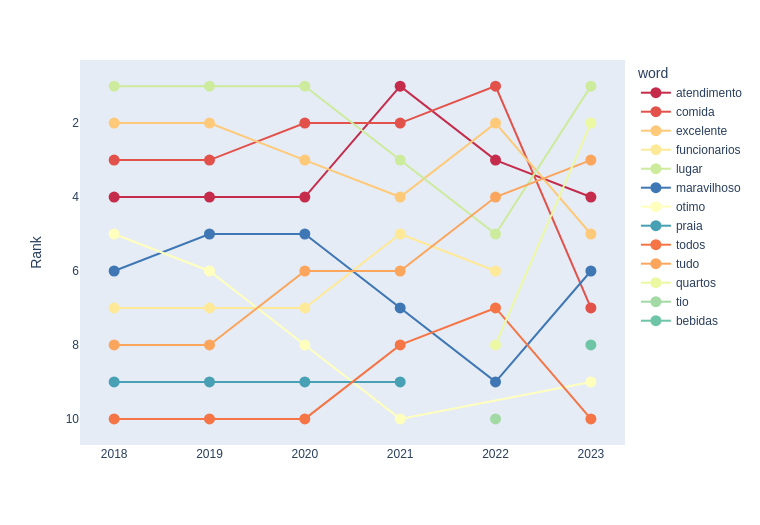 word
atendimento
comida
excelente
funcionarios
lugar
maravilhoso
otimo
praia
todos
tudo
quartos
tio
bebidas
Rank
2
4
6
8
10
2018 2019 2020 2021 2022 2023